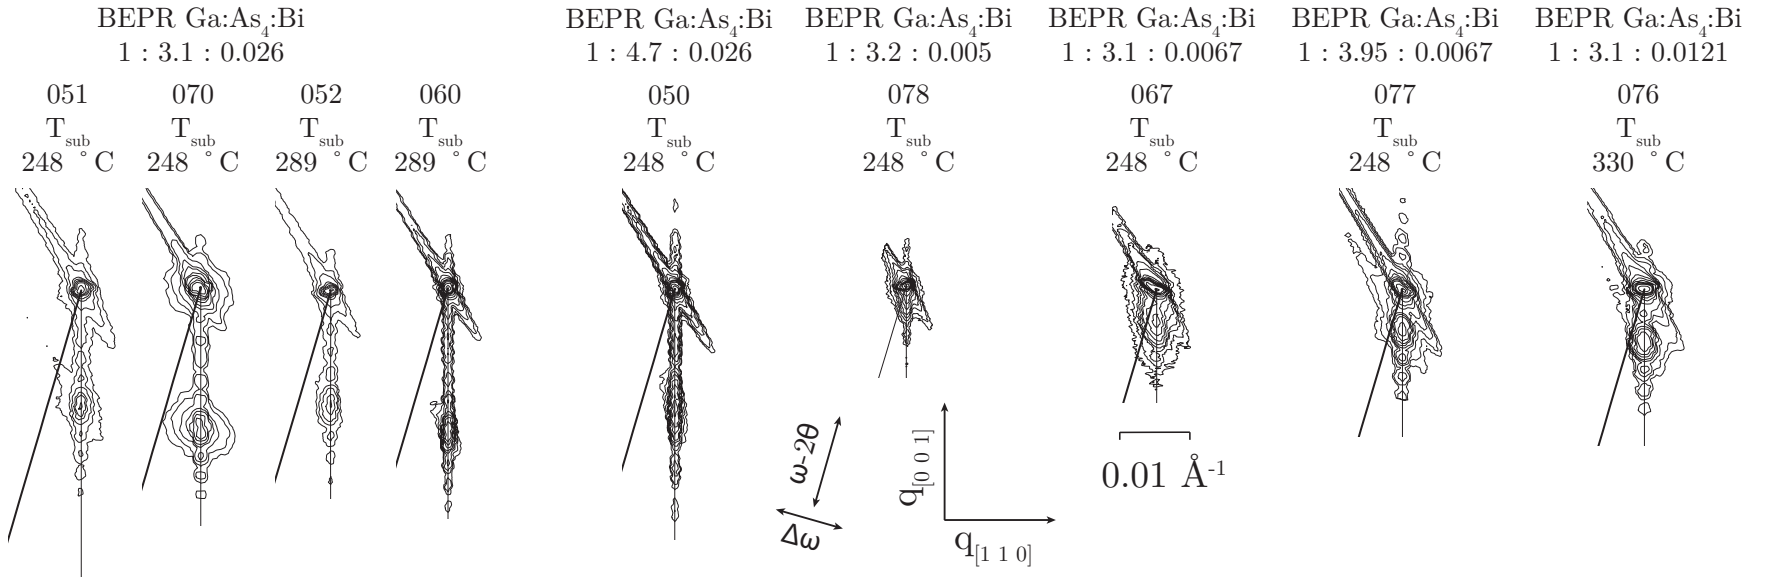 BEPR Ga:As4:Bi
1 : 3.1 : 0.026
051
Tsub
248 °C
070
Tsub
248 °C
052
Tsub
289 °C
060
Tsub
289 °C
BEPR Ga:As4:Bi
1 : 4.7 : 0.026
050
Tsub
248 °C
BEPR Ga:As4:Bi
1 : 3.2 : 0.005
078
Tsub
248 °C
BEPR Ga:As4:Bi
1 : 3.1 : 0.0067
067
Tsub
248 °C
BEPR Ga:As4:Bi
1 : 3.95 : 0.0067
077
Tsub
248 °C
BEPR Ga:As4:Bi
1 : 3.1 : 0.0121
076
Tsub
330 °C
ω-2θ
Δω
q[0 0 1]
q[1 1 0]
0.01 Å-1